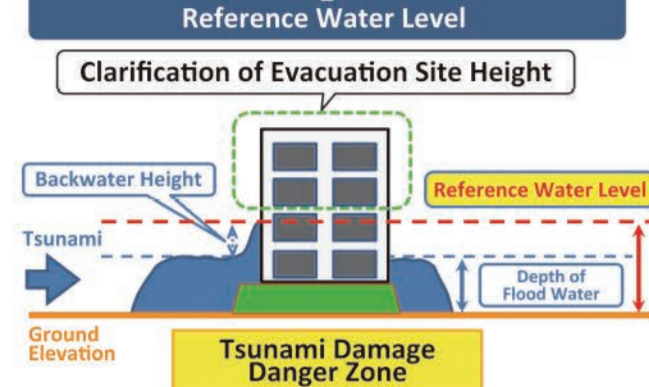 Reference Water Level
Clarification of Evacuation Site Height
Backwater Height
Reference Water Level
Tsunami
Depth of
Flood Water
Ground
Elevation
Tsunami Damage
Danger Zone